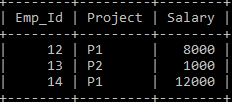 +--------+---------+--------+
| Emp_Id | Project | Salary |
+--------+---------+--------+
|     12 | P1      |   8000 |
|     13 | P2      |   1000 |
|     14 | P1      |  12000 |
+--------+---------+--------+